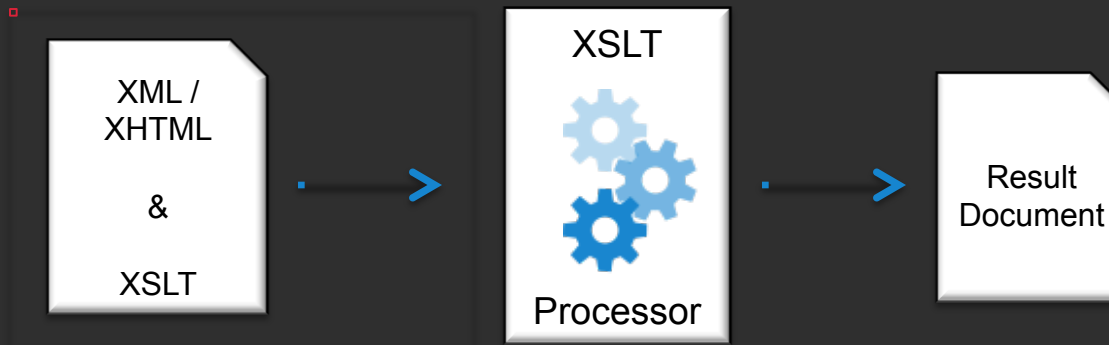 XML /
XHTML
&
XSLT
XSLT
Processor
Result
Document